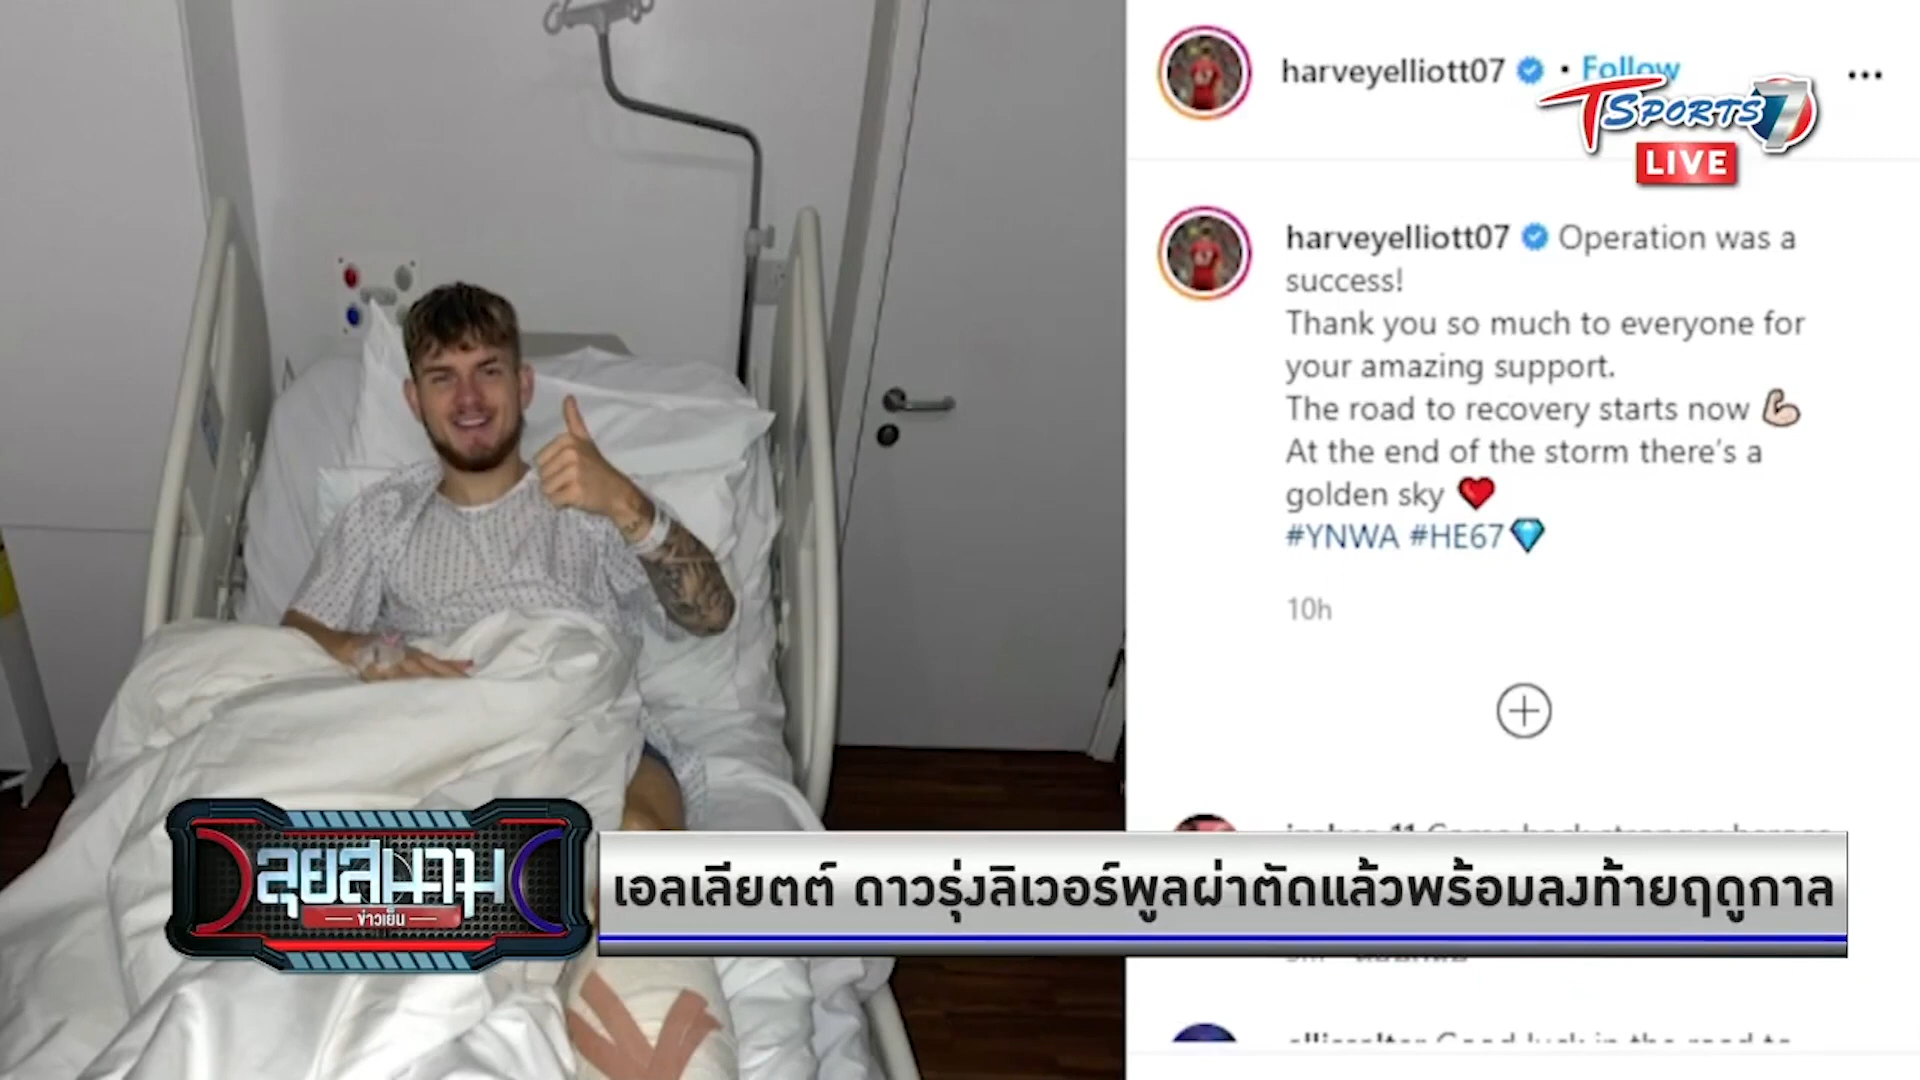 harveyelliott07 • Follow
TSPORTS7
LIVE
harveyelliott07 Operation was a
success!
Thank you so much to everyone for
your amazing support.
The road to recovery starts now 💪🏻
At the end of the storm there's a
golden sky ❤️
#YNWA #HE67💎
10h
ลุยสนาม
ข่าวเย็น
เอลเลียตต์ ดาวรุ่งลิเวอร์พูลผ่าตัดแล้วพร้อมลงท้ายฤดูกาล